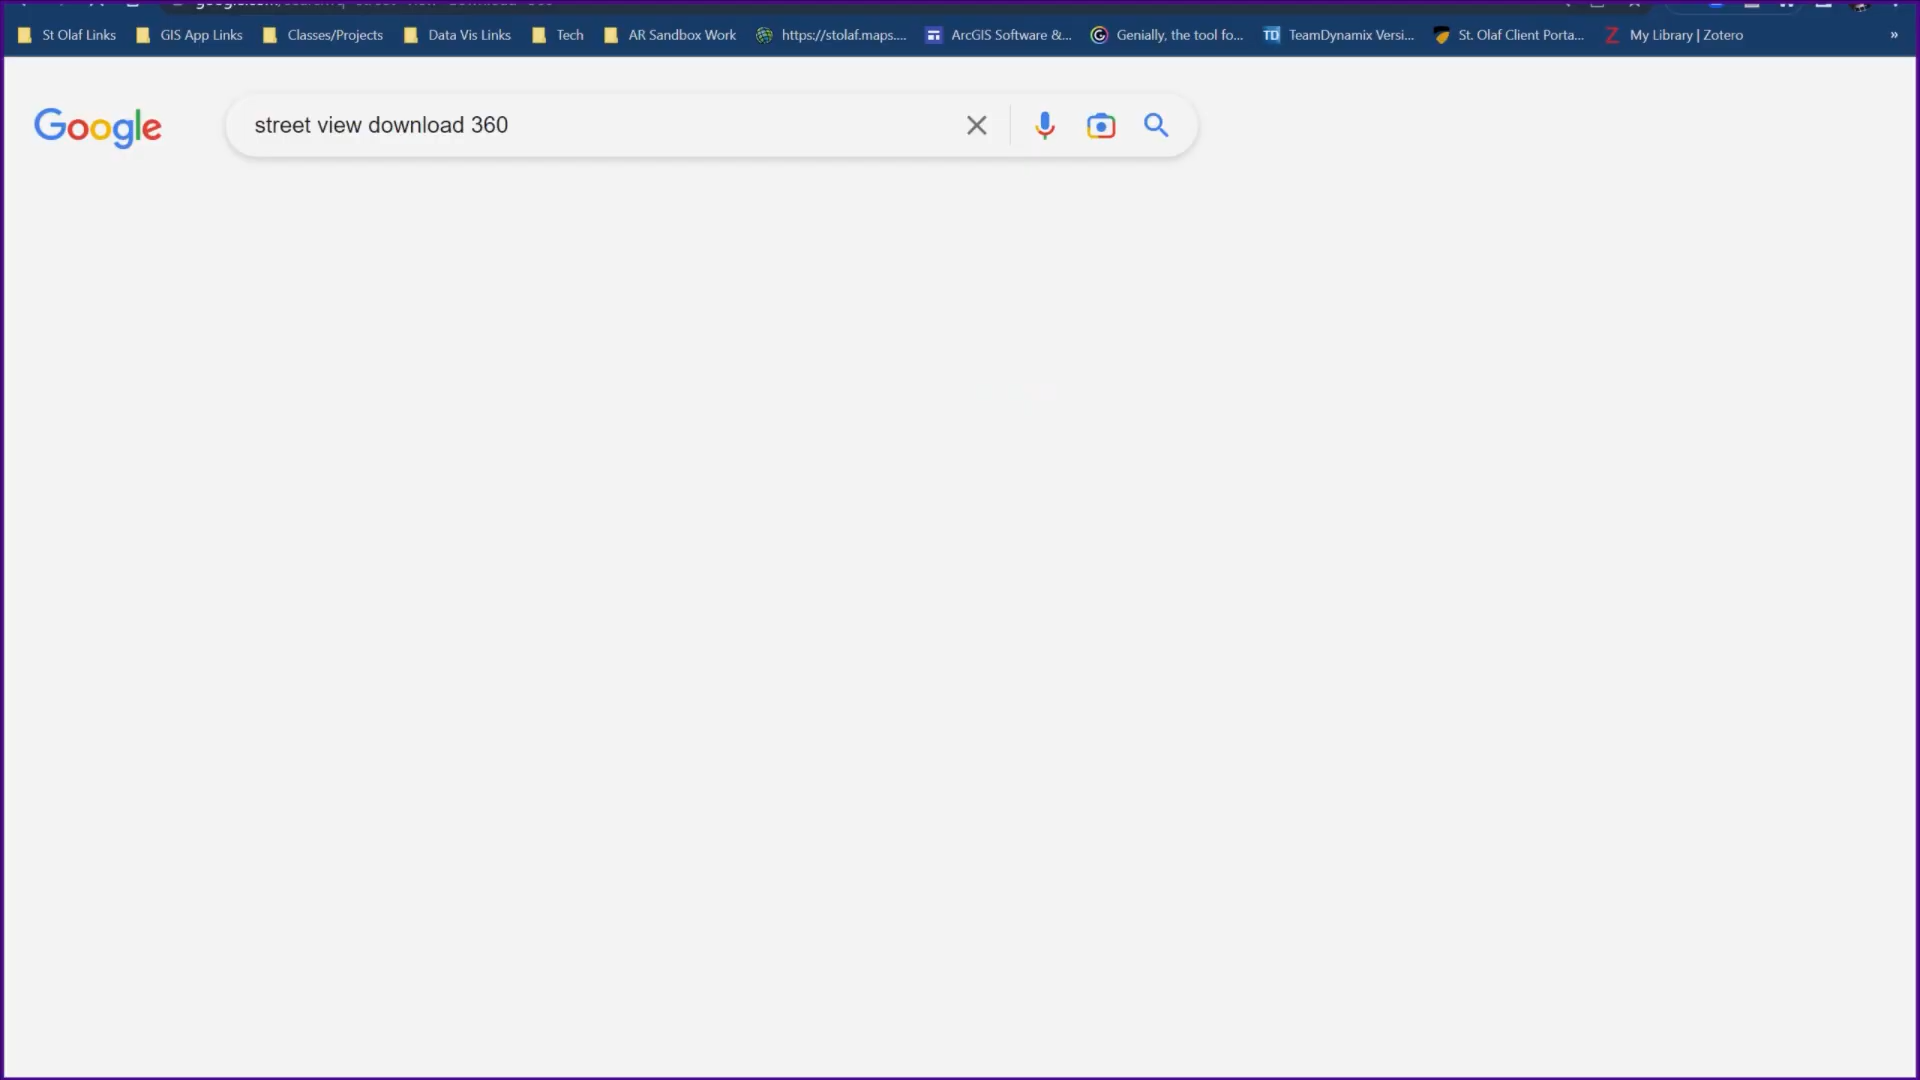 St Olaf Links GIS App Links Classes/Projects Data Vis Links Tech AR Sandbox Work https://stolaf.maps.... ArcGIS Software &... Genially, the tool fo... TD TeamDynamix Versi... St. Olaf Client Porta... Z My Library | Zotero »
Google street view download 360